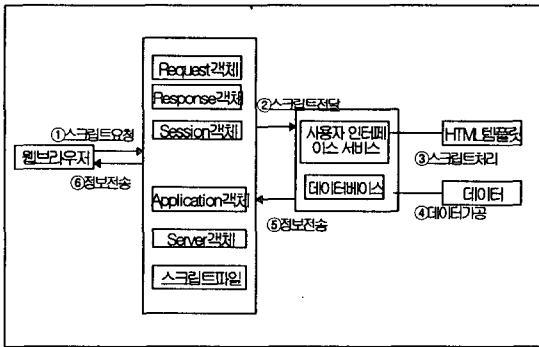 Request객체
Response객체
②스크립트전달
①스크립트요청
Session객체
사용자 인터페
이스 서비스
HTML템플릿
웹브라우저
③스크립트처리
⑥정보전송
Application객체
데이터베이스
데이터
⑤정보전송
④데이터가공
Server객체
스크립트파일